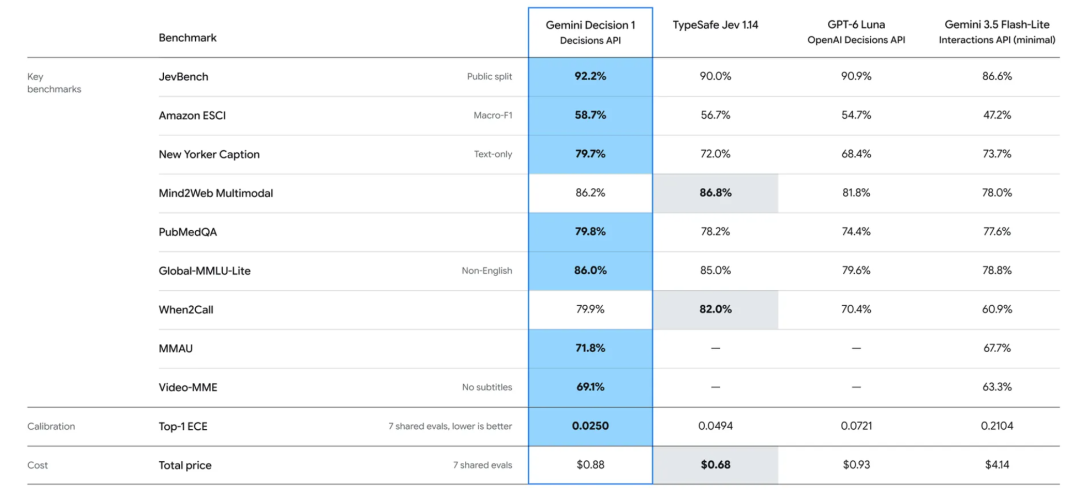 Benchmark
Gemini Decision 1
Decisions API
TypeSafe Jev 1.14
GPT-6 Luna
OpenAI Decisions API
Gemini 3.5 Flash-Lite
Interactions API (minimal)
Key
benchmarks
JevBench Public split 92.2% 90.0% 90.9% 86.6%
Amazon ESCI Macro-F1 58.7% 56.7% 54.7% 47.2%
New Yorker Caption Text-only 79.7% 72.0% 68.4% 73.7%
Mind2Web Multimodal 86.2% 86.8% 81.8% 78.0%
PubMedQA 79.8% 78.2% 74.4% 77.6%
Global-MMLU-Lite Non-English 86.0% 85.0% 79.6% 78.8%
When2Call 79.9% 82.0% 70.4% 60.9%
MMAU 71.8% — — 67.7%
Video-MME No subtitles 69.1% — — 63.3%
Calibration Top-1 ECE 7 shared evals, lower is better 0.0250 0.0494 0.0721 0.2104
Cost Total price 7 shared evals $0.88 $0.68 $0.93 $4.14